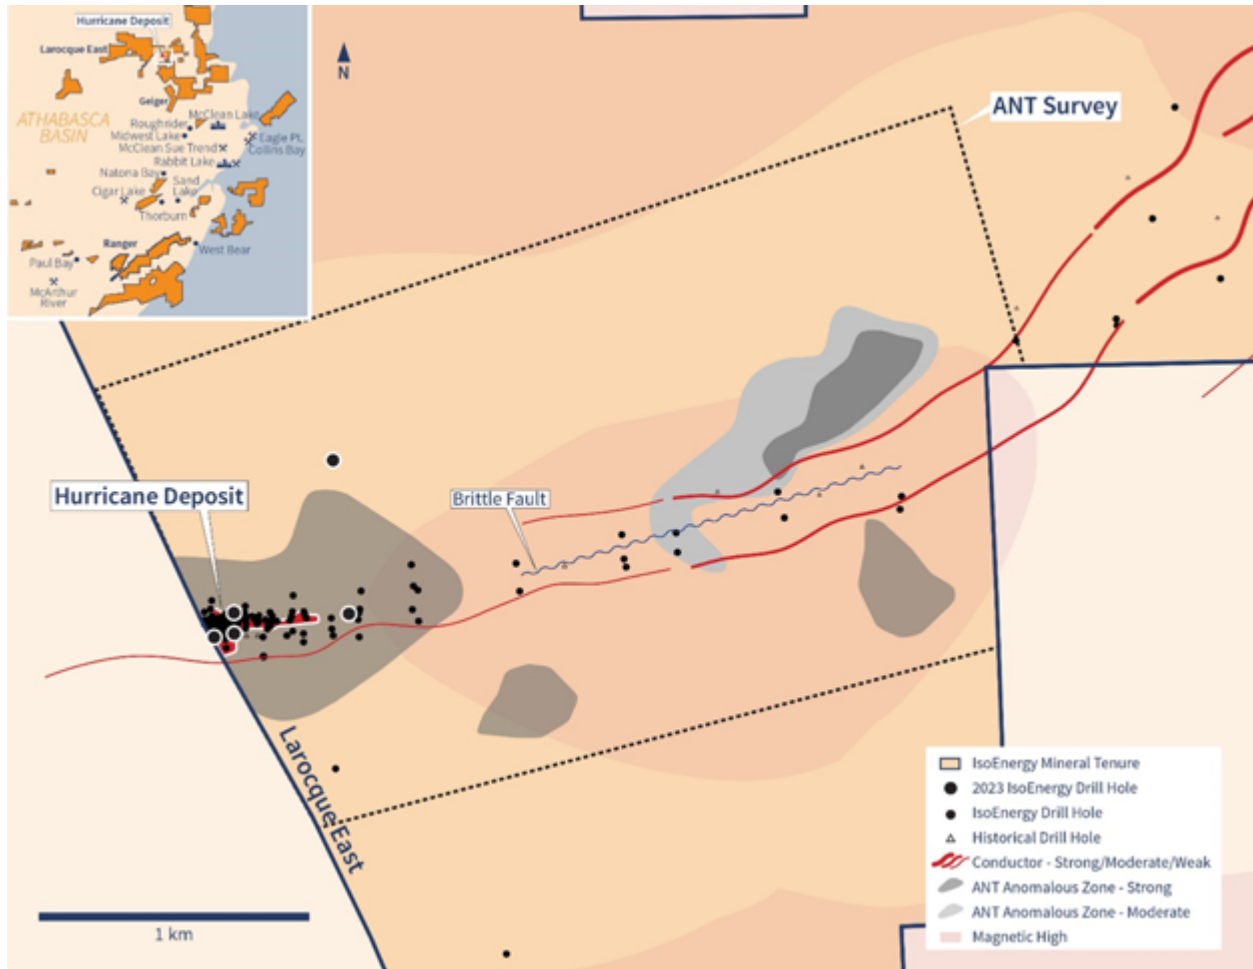 Hurricane Deposit
Larocque East
Geiger
ATHABASCA
BASIN
McClean Lake
Roughrider
Midwest Lake
Eagle Pt.
Collins Bay
McClean Sue Trend
Rabbit Lake
Natona Bay
Sand
Lake
Cigar Lake
Thorburn
Ranger
West Bear
Paul Bay
McArthur
River
N
ANT Survey
Hurricane Deposit
Brittle Fault
Larocque East
1 km
IsoEnergy Mineral Tenure
2023 IsoEnergy Drill Hole
IsoEnergy Drill Hole
Historical Drill Hole
Conductor - Strong/Moderate/Weak
ANT Anomalous Zone - Strong
ANT Anomalous Zone - Moderate
Magnetic High